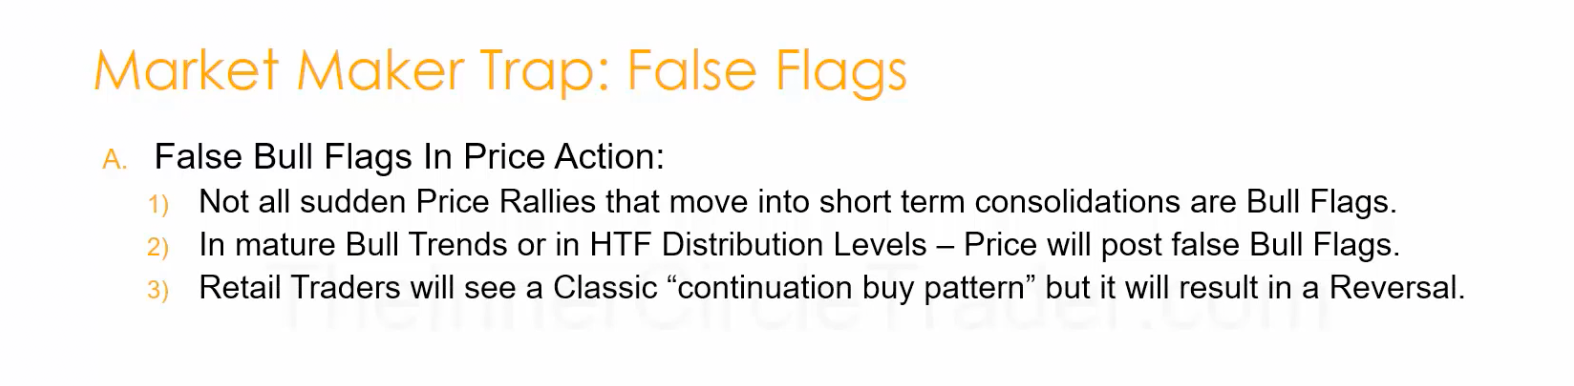 Market Maker Trap: False Flags
A. False Bull Flags In Price Action:
1) Not all sudden Price Rallies that move into short term consolidations are Bull Flags.
2) In mature Bull Trends or in HTF Distribution Levels – Price will post false Bull Flags.
3) Retail Traders will see a Classic “continuation buy pattern” but it will result in a Reversal.
TheInnerCircleTrader.com